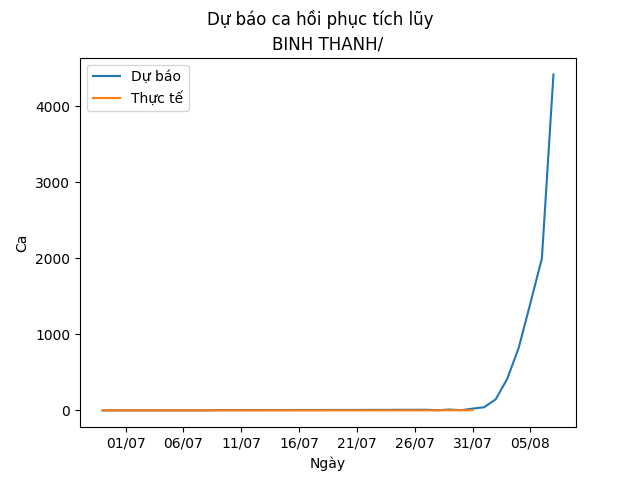 Dự báo ca hồi phục tích lũy
BINH THANH/
Dự báo
Thực tế
4000
3000
2000
1000
0
Ca
01/07 06/07 11/07 16/07 21/07 26/07 31/07 05/08
Ngày